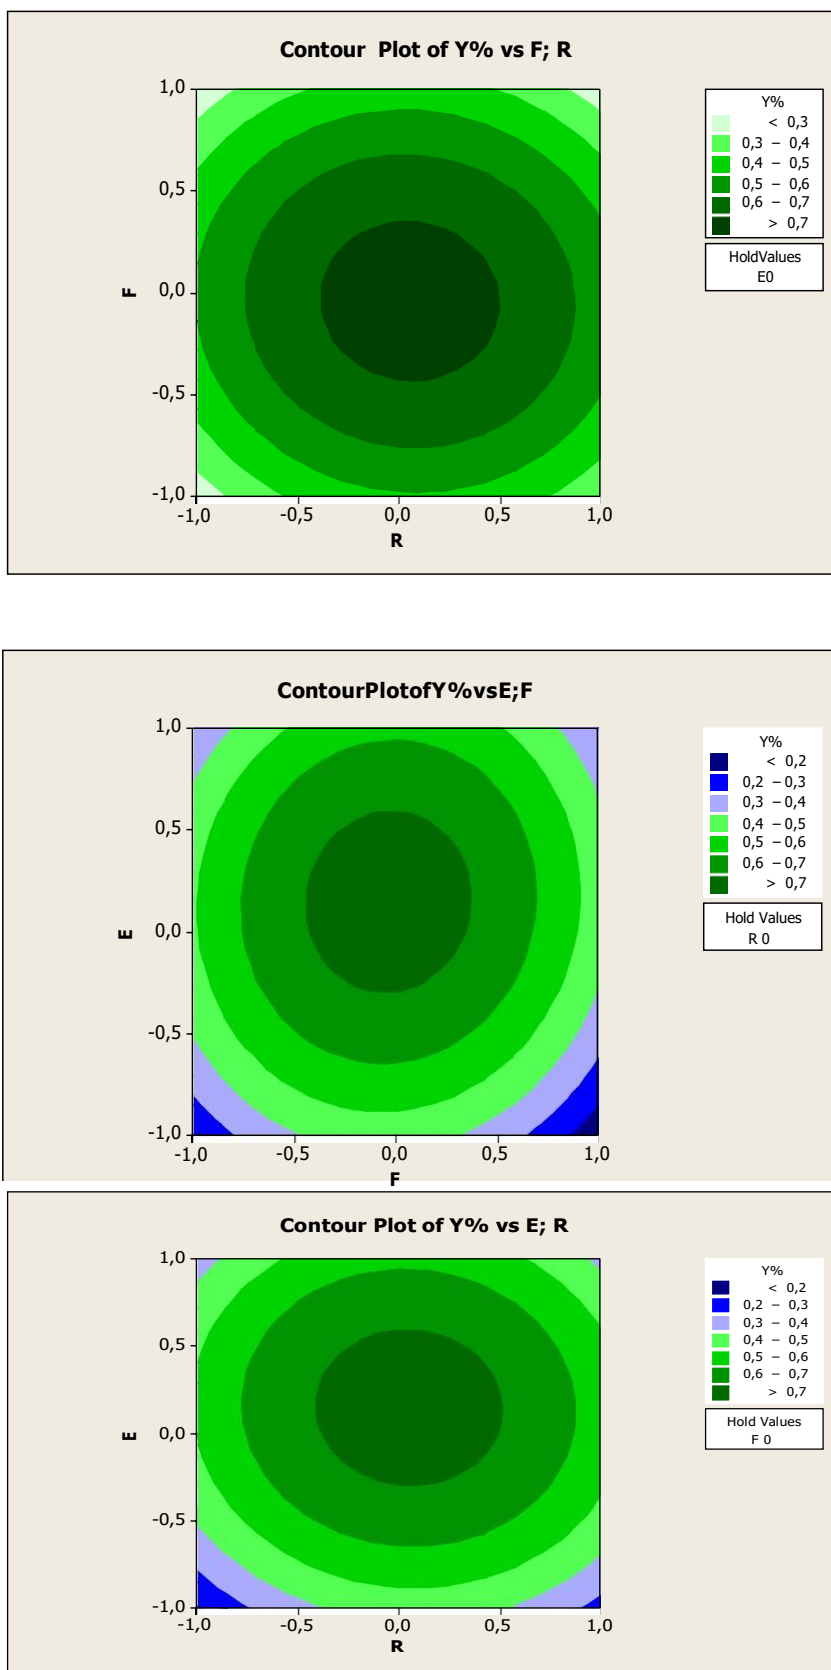 Contour Plot of Y% vs F; R
1,0
0,5
0,0
-0,5
-1,0
F
-1,0 -0,5 0,0 0,5 1,0
R
Y%
< 0,3
0,3 – 0,4
0,4 – 0,5
0,5 – 0,6
0,6 – 0,7
> 0,7
HoldValues
E0
ContourPlotofY%vsE;F
1,0
0,5
0,0
-0,5
-1,0
E
-1,0 -0,5 0,0 0,5 1,0
F
Y%
< 0,2
0,2 –0,3
0,3 –0,4
0,4 –0,5
0,5 –0,6
0,6 –0,7
> 0,7
Hold Values
R 0
Contour Plot of Y% vs E; R
1,0
0,5
0,0
-0,5
-1,0
E
-1,0 -0,5 0,0 0,5 1,0
R
Y%
< 0,2
0,2 – 0,3
0,3 – 0,4
0,4 – 0,5
0,5 – 0,6
0,6 – 0,7
> 0,7
Hold Values
F 0